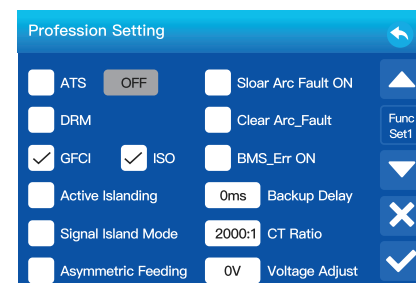 Profession Setting
ATS OFF Sloar Arc Fault ON
DRM Clear Arc_Fault
Func
Set1
GFCI ISO BMS_Err ON
Active Islanding 0ms Backup Delay
Signal Island Mode 2000:1 CT Ratio
Asymmetric Feeding 0V Voltage Adjust